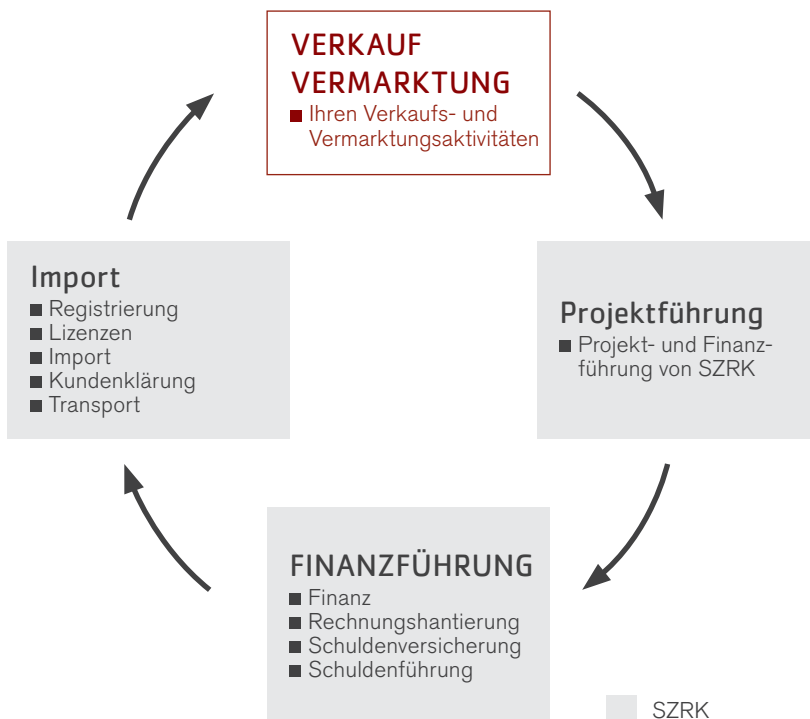 VERKAUF
VERMARKTUNG
■ Ihren Verkaufs- und
Vermarktungsaktivitäten
Import
■ Registrierung
■ Lizenzen
■ Import
■ Kundenklärung
■ Transport
Projektführung
■ Projekt- und Finanz-
führung von SZRK
FINANZFÜHRUNG
■ Finanz
■ Rechnungshantierung
■ Schuldenversicherung
■ Schuldenführung
SZRK